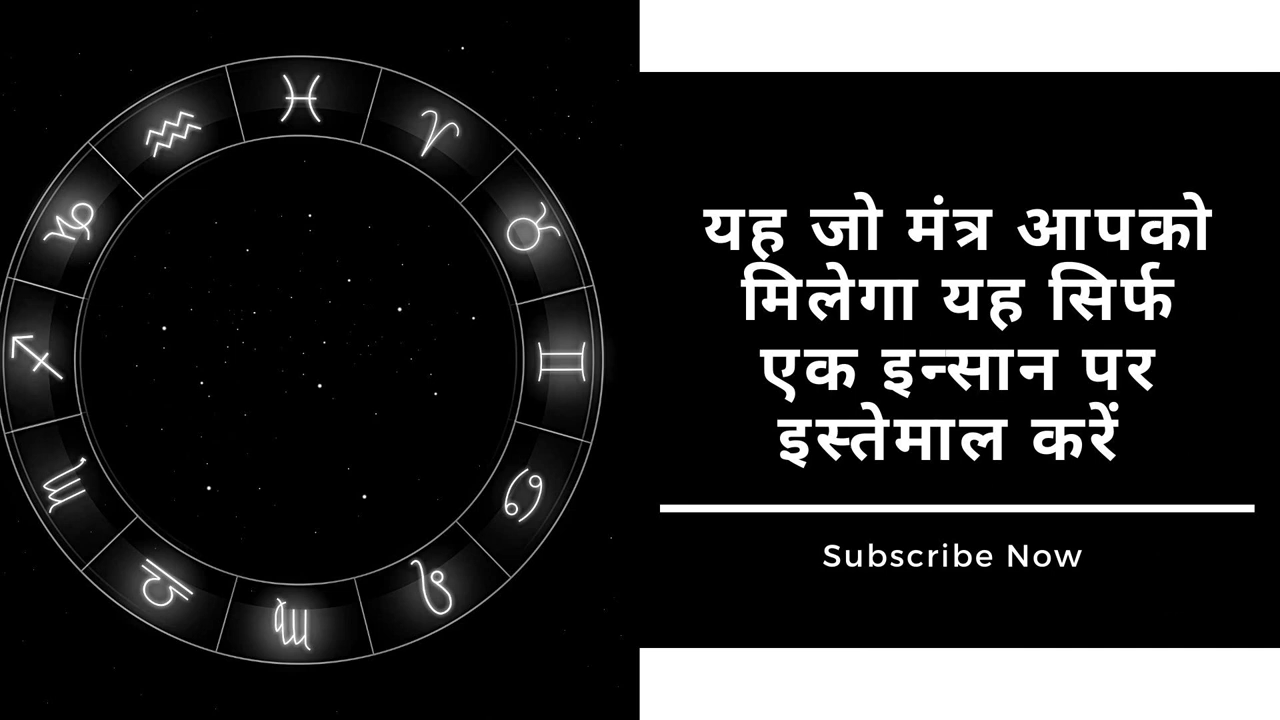 यह जो मंत्र आपको
मिलेगा यह सिर्फ
एक इन्सान पर
इस्तेमाल करें
Subscribe Now